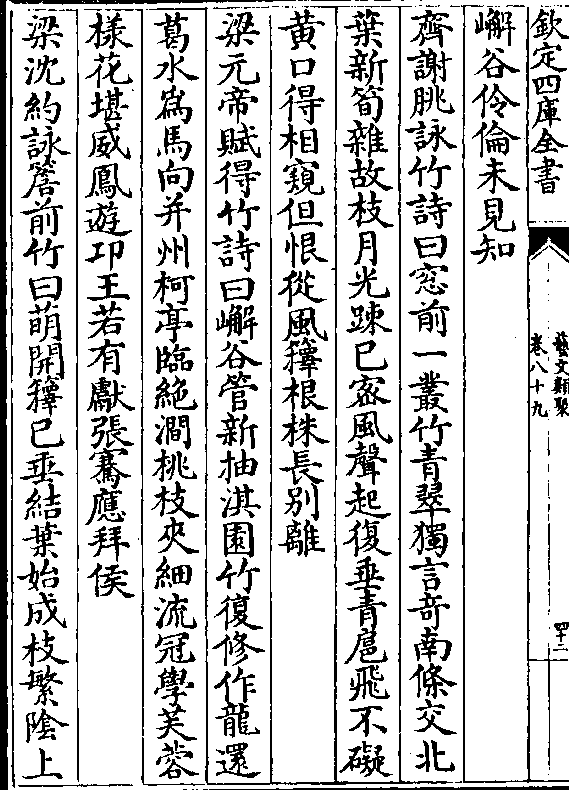 欽定四庫全書
藝文類聚
卷八十九
四十二
嶰谷伶倫未見知
齊謝朓詠竹詩曰窓前一叢竹青翠獨言奇南條交北
葉新筍雜故枝月光踈已宻風聲起復垂青扈飛不礙
黄口得相窺但恨從風籜根株長别離
梁元帝賦得竹詩曰嶰谷管新抽淇園竹復修作龍還
葛水為馬向并州柯亭臨絶澗桃枝夾細流冠學芙蓉
様花堪威鳳遊卭王若有獻張騫應拜侯
梁沈約詠簷前竹曰萌開籜已垂結葉始成枝繁隂上